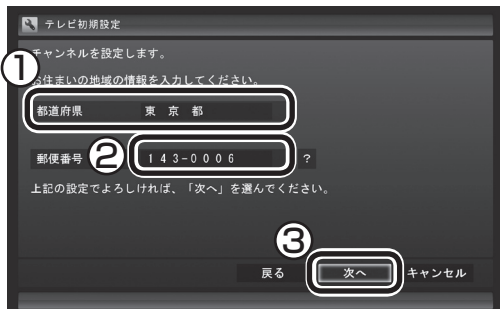 テレビ初期設定
チャンネルを設定します。
①
お住まいの地域の情報を入力してください。
都道府県 東京都
郵便番号 ② 143-0006 ?
上記の設定でよろしければ、「次へ」を選んでください。
③
戻る 次へ キャンセル